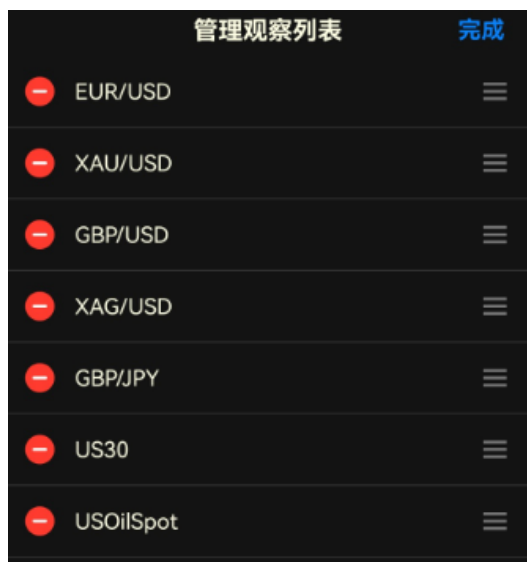 管理观察列表 完成
EUR/USD
XAU/USD
GBP/USD
XAG/USD
GBP/JPY
US30
USOilSpot